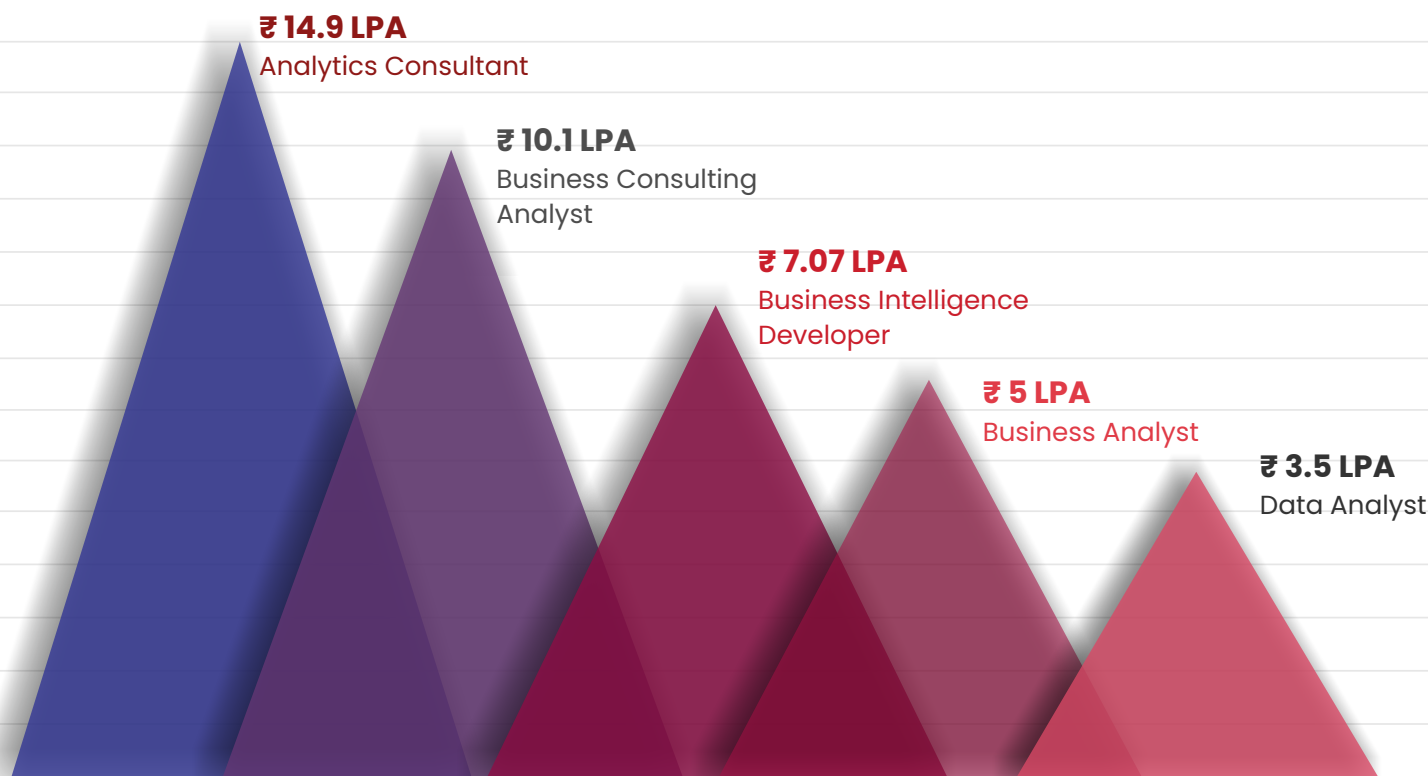 ₹ 14.9 LPA
Analytics Consultant
₹ 10.1 LPA
Business Consulting
Analyst
₹ 7.07 LPA
Business Intelligence
Developer
₹ 5 LPA
Business Analyst
₹ 3.5 LPA
Data Analyst